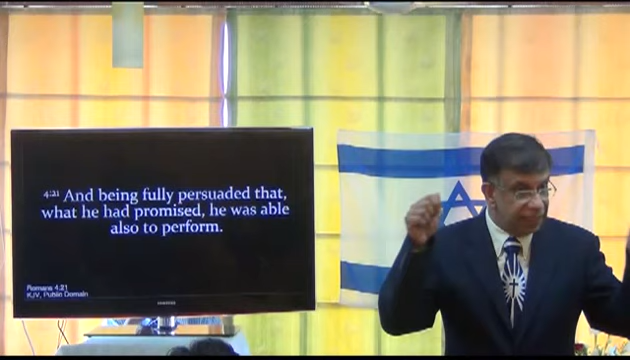 4:21 And being fully persuaded that,
what he had promised, he was able
also to perform.
Romans 4:21
KJV, Public Domain
SAMSUNG